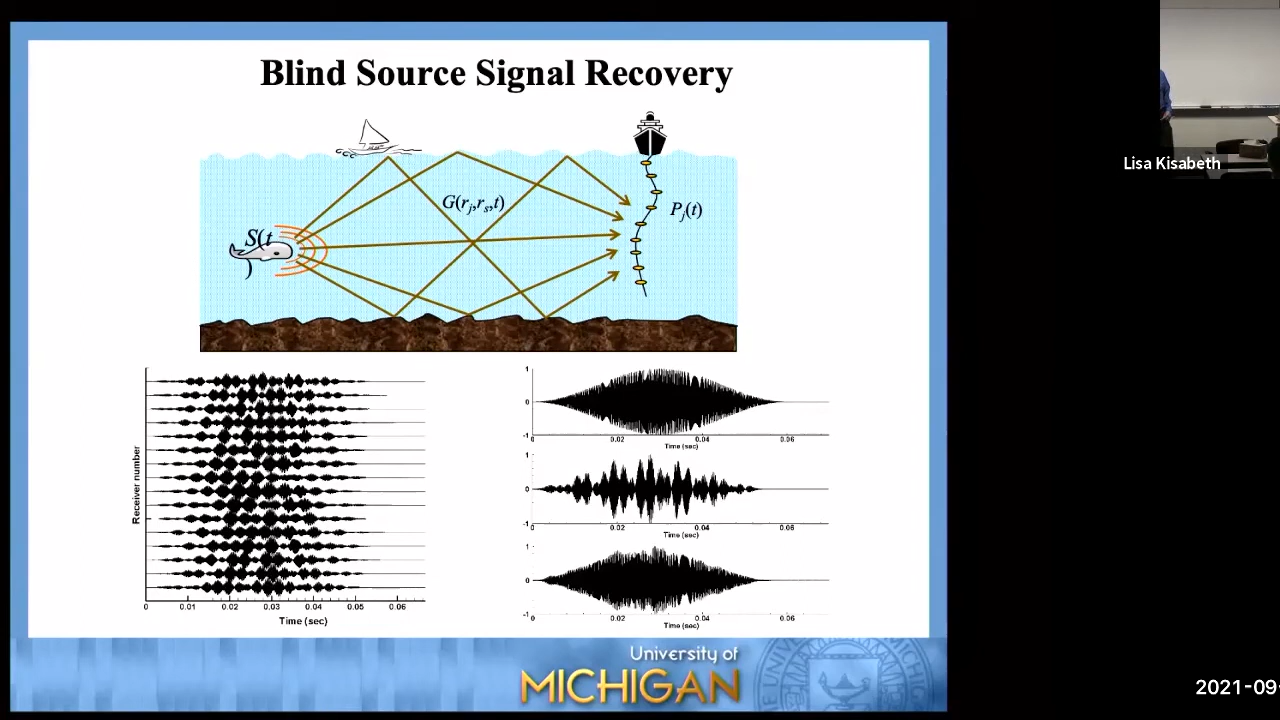 Blind Source Signal Recovery
Lisa Kisabeth
G(rj,rs,t)
Pj(t)
S(t
)
1
0
-1
0
0.02
0.04
0.06
Time (sec)
1
0
-1
0
0.02
0.04
0.06
Time (sec)
1
0
-1
0
0.02
0.04
0.06
Time (sec)
Receiver number
0
0.01
0.02
0.03
0.04
0.05
0.06
Time (sec)
University of
MICHIGAN
2021-09-